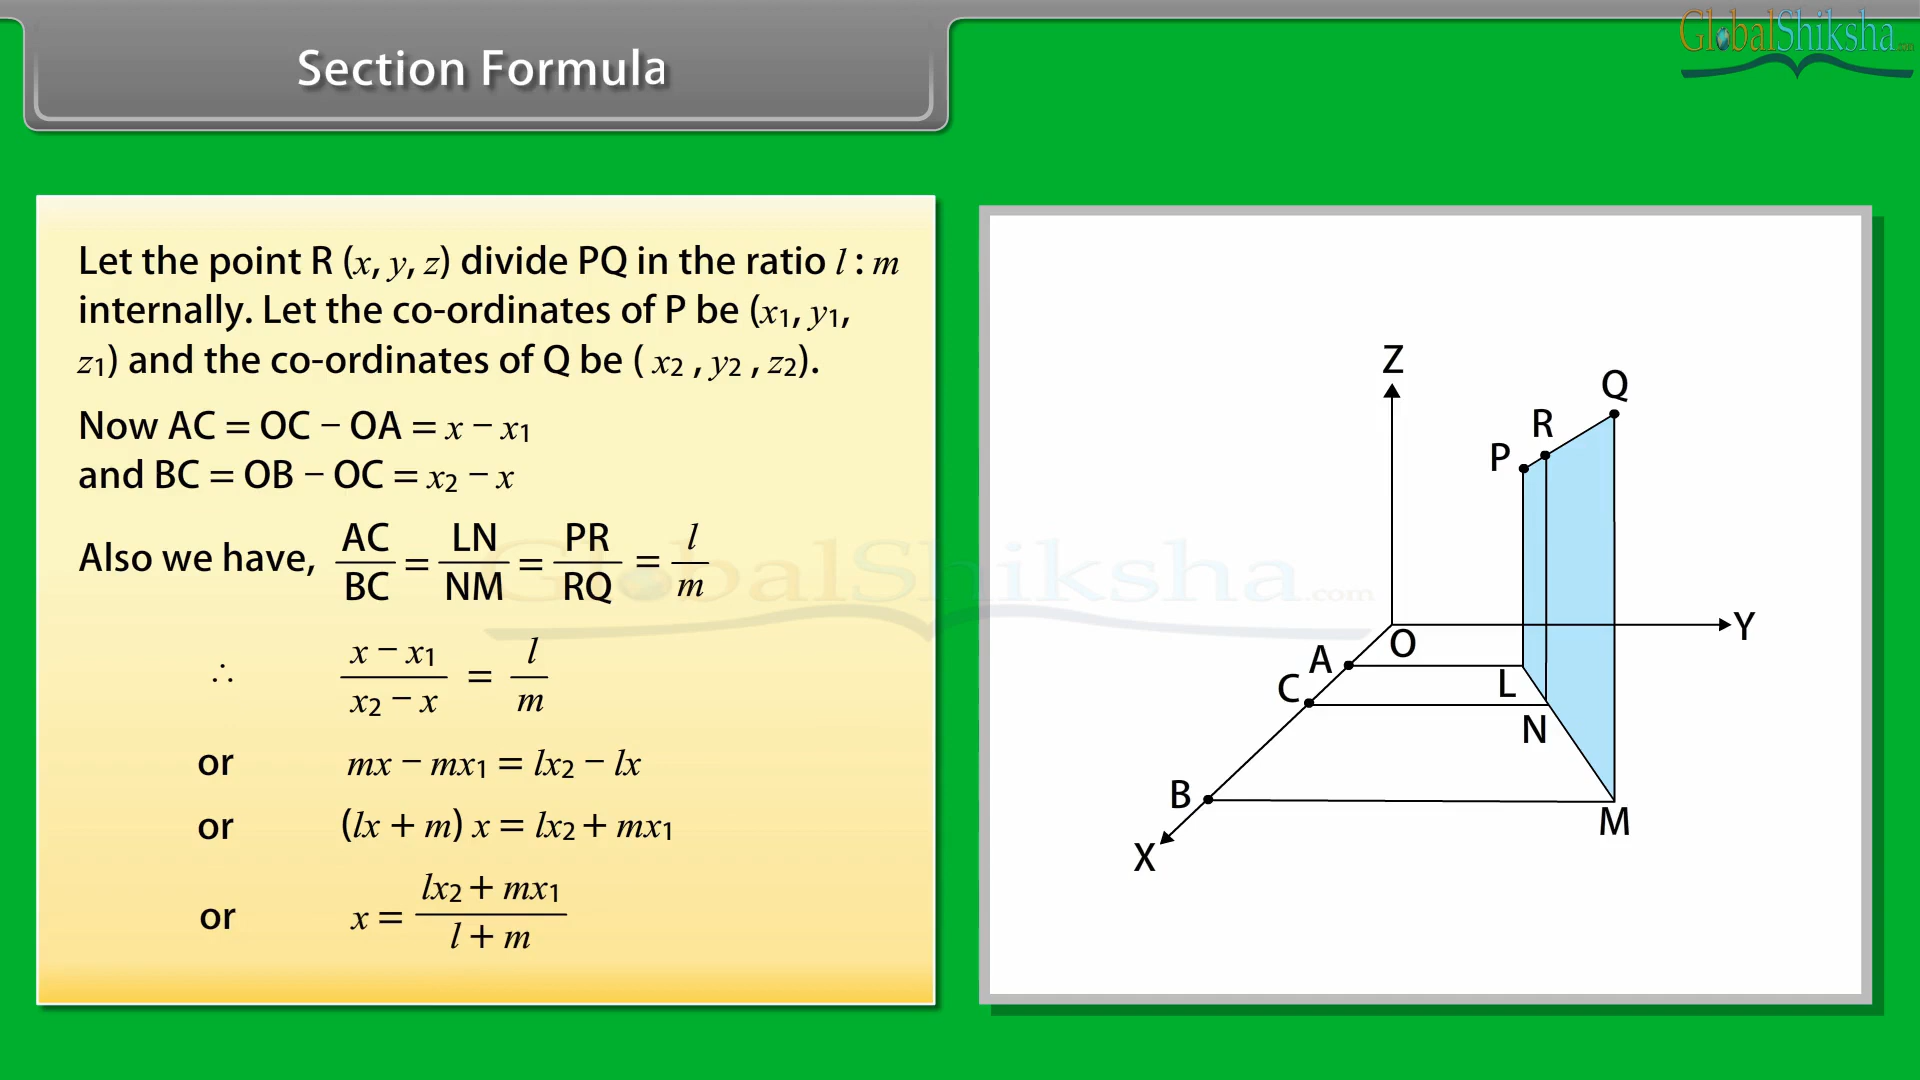 Section Formula
GlobalShiksha.com
Let the point R (x, y, z) divide PQ in the ratio l : m
internally. Let the co-ordinates of P be (x1, y1,
z1) and the co-ordinates of Q be ( x2 , y2 , z2).
Now AC = OC − OA = x − x1
and BC = OB − OC = x2 − x
Also we have, AC/BC = LN/NM = PR/RQ = l/m
∴ (x − x1)/(x2 − x) = l/m
or mx − mx1 = lx2 − lx
or (lx + m) x = lx2 + mx1
or x = (lx2 + mx1)/(l + m)
GlobalShiksha.com
Z
Q
R
P
Y
O
A
L
C
N
B
M
X